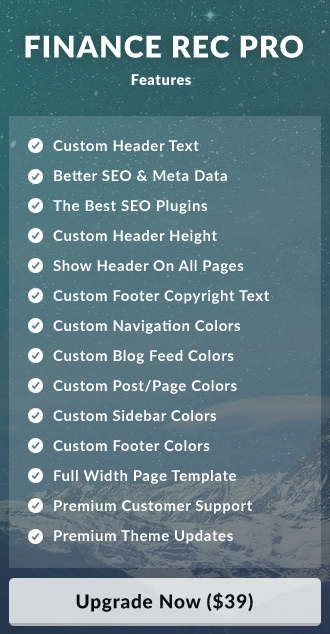 FINANCE REC PRO
Features
Custom Header Text
Better SEO & Meta Data
The Best SEO Plugins
Custom Header Height
Show Header On All Pages
Custom Footer Copyright Text
Custom Navigation Colors
Custom Blog Feed Colors
Custom Post/Page Colors
Custom Sidebar Colors
Custom Footer Colors
Full Width Page Template
Premium Customer Support
Premium Theme Updates
Upgrade Now ($39)